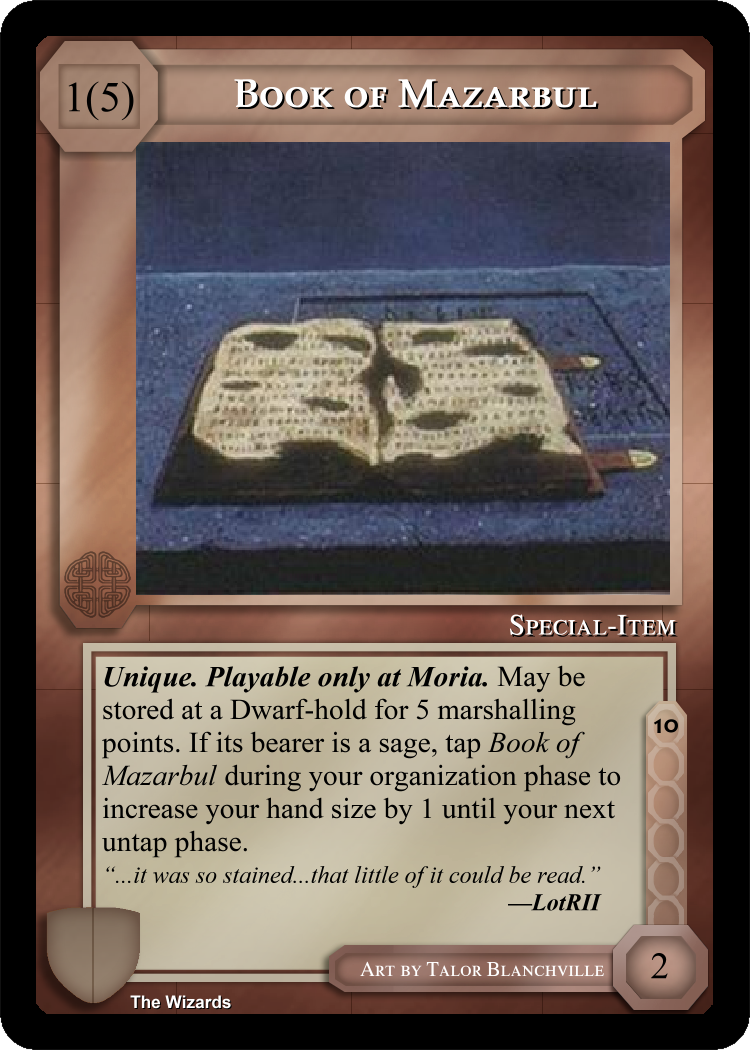 1(5)
Book of Mazarbul
Special-Item
Unique. Playable only at Moria. May be
stored at a Dwarf-hold for 5 marshalling
points. If its bearer is a sage, tap Book of
Mazarbul during your organization phase to
increase your hand size by 1 until your next
untap phase.
“...it was so stained...that little of it could be read.”
—LotRII
10
Art by Talor Blanchville
2
The Wizards